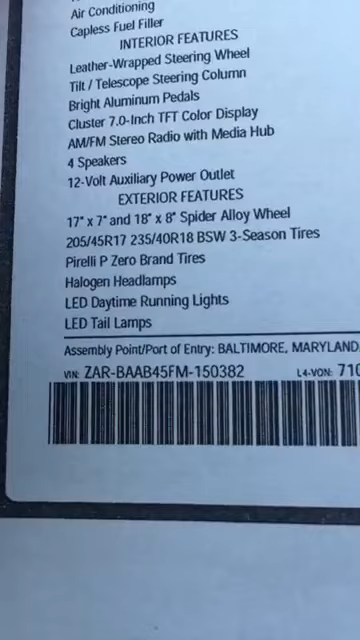 Air Conditioning
Capless Fuel Filler
INTERIOR FEATURES
Leather-Wrapped Steering Wheel
Tilt / Telescope Steering Column
Bright Aluminum Pedals
Cluster 7.0-Inch TFT Color Display
AM/FM Stereo Radio with Media Hub
4 Speakers
12-Volt Auxiliary Power Outlet
EXTERIOR FEATURES
17" x 7" and 18" x 8" Spider Alloy Wheel
205/45R17 235/40R18 BSW 3-Season Tires
Pirelli P Zero Brand Tires
Halogen Headlamps
LED Daytime Running Lights
LED Tail Lamps
Assembly Point/Port of Entry: BALTIMORE, MARYLAND
VIN: ZAR-BAAB45FM-150382 L4-VON: 710